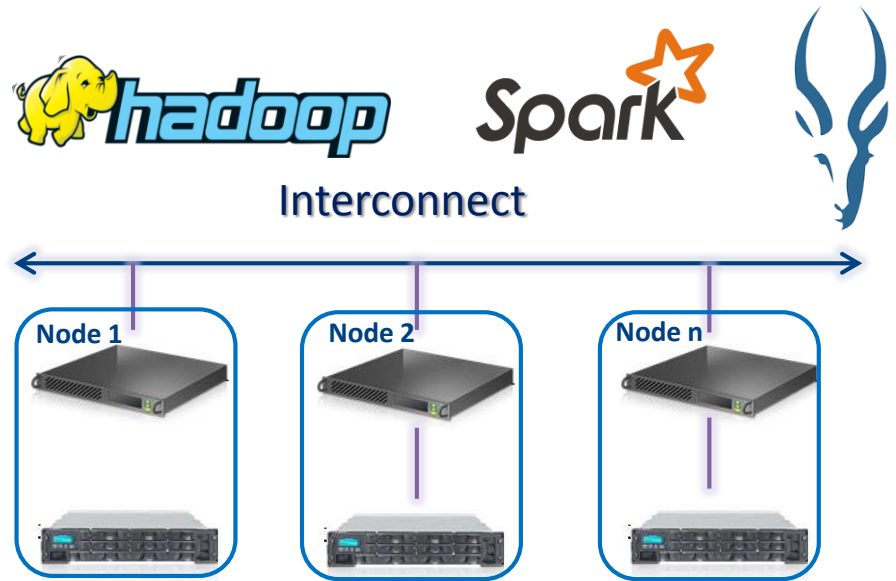 hadoop
Spark
Interconnect
Node 1
Node 2
Node n